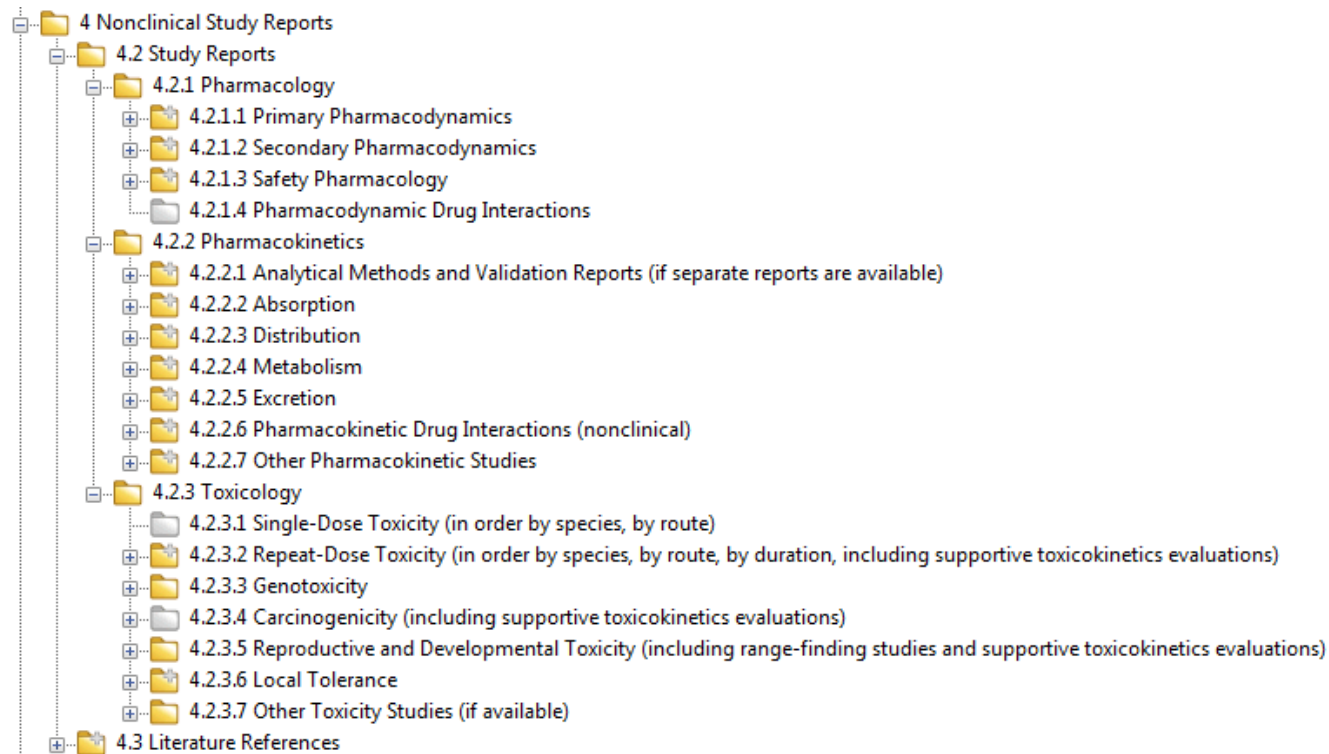 4 Nonclinical Study Reports
4.2 Study Reports
4.2.1 Pharmacology
4.2.1.1 Primary Pharmacodynamics
4.2.1.2 Secondary Pharmacodynamics
4.2.1.3 Safety Pharmacology
4.2.1.4 Pharmacodynamic Drug Interactions
4.2.2 Pharmacokinetics
4.2.2.1 Analytical Methods and Validation Reports (if separate reports are available)
4.2.2.2 Absorption
4.2.2.3 Distribution
4.2.2.4 Metabolism
4.2.2.5 Excretion
4.2.2.6 Pharmacokinetic Drug Interactions (nonclinical)
4.2.2.7 Other Pharmacokinetic Studies
4.2.3 Toxicology
4.2.3.1 Single-Dose Toxicity (in order by species, by route)
4.2.3.2 Repeat-Dose Toxicity (in order by species, by route, by duration, including supportive toxicokinetics evaluations)
4.2.3.3 Genotoxicity
4.2.3.4 Carcinogenicity (including supportive toxicokinetics evaluations)
4.2.3.5 Reproductive and Developmental Toxicity (including range-finding studies and supportive toxicokinetics evaluations)
4.2.3.6 Local Tolerance
4.2.3.7 Other Toxicity Studies (if available)
4.3 Literature References